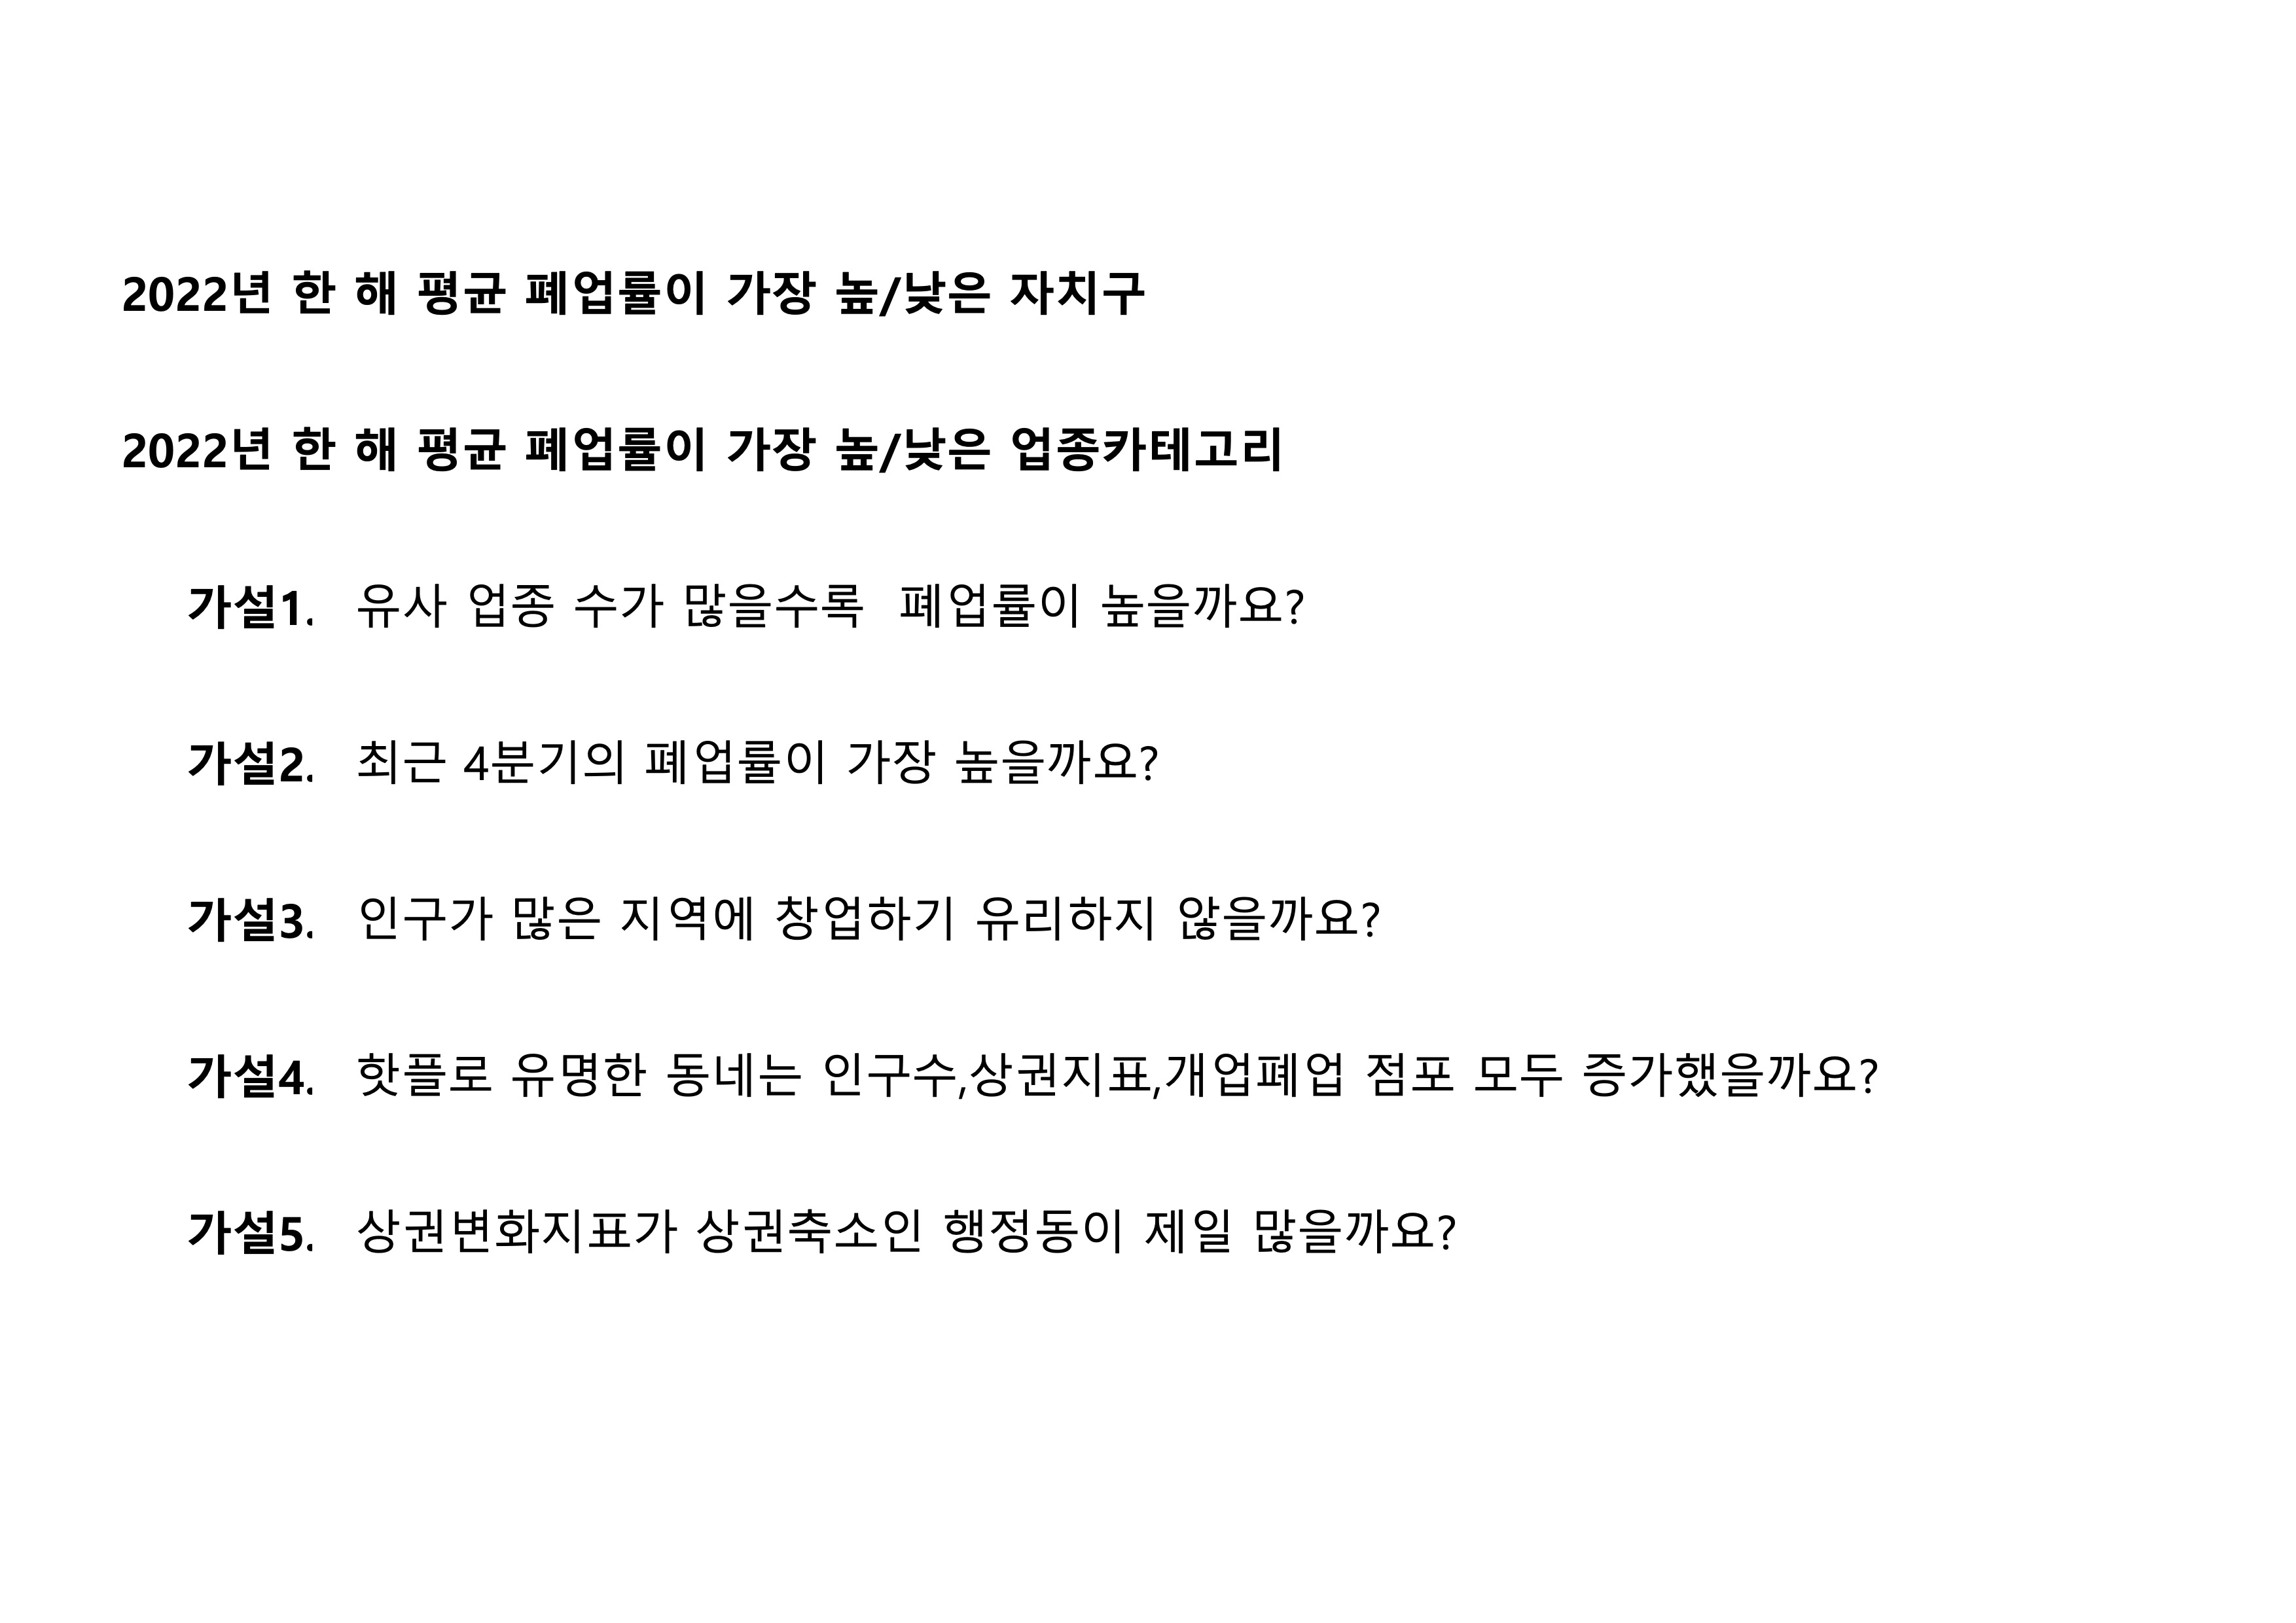 2022년 한 해 평균 폐업률이 가장 높/낮은 자치구
2022년 한 해 평균 폐업률이 가장 높/낮은 업종카테고리
가설1. 유사 업종 수가 많을수록 폐업률이 높을까요?
가설2. 최근 4분기의 폐업률이 가장 높을까요?
가설3. 인구가 많은 지역에 창업하기 유리하지 않을까요?
가설4. 핫플로 유명한 동네는 인구수,상권지표,개업폐업 점포 모두 증가했을까요?
가설5. 상권변화지표가 상권축소인 행정동이 제일 많을까요?